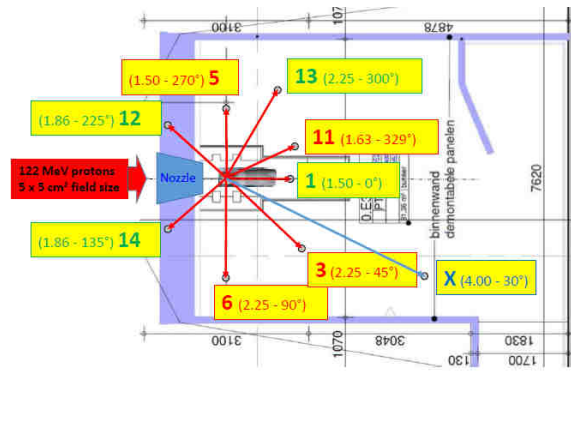 3100
107
4878
(1.50 - 270°) 5
13 (2.25 - 300°)
(1.86 - 225°) 12
11 (1.63 - 329°)
122 MeV protons
5 x 5 cm² field size
Nozzle
1 (1.50 - 0°)
7620
binnenwand
demontabele panelen
(1.86 - 135°) 14
3 (2.25 - 45°)
X (4.00 - 30°)
6 (2.25 - 90°)
3100
1070
3048
1830
130
1700